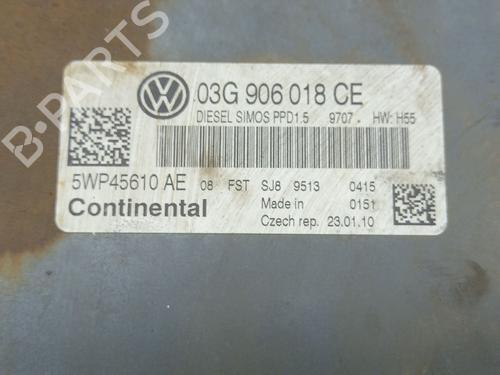 03G 906 018 CE
DIESEL SIMOS PPD1.5 9707 . HW: H55
5WP45610 AE 08 FST SJ8 9513 0415
Continental Made in 0151
Czech rep. 23.01.10
B-PARTS